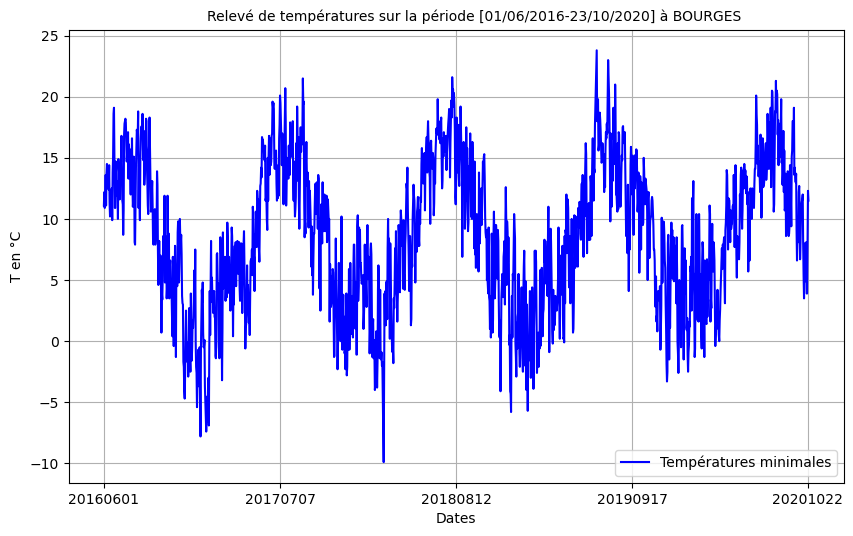 Relevé de températures sur la période [01/06/2016-23/10/2020] à BOURGES
25
20
15
10
5
0
−5
−10
T en °C
Températures minimales
20160601 20170707 20180812 20190917 20201022
Dates